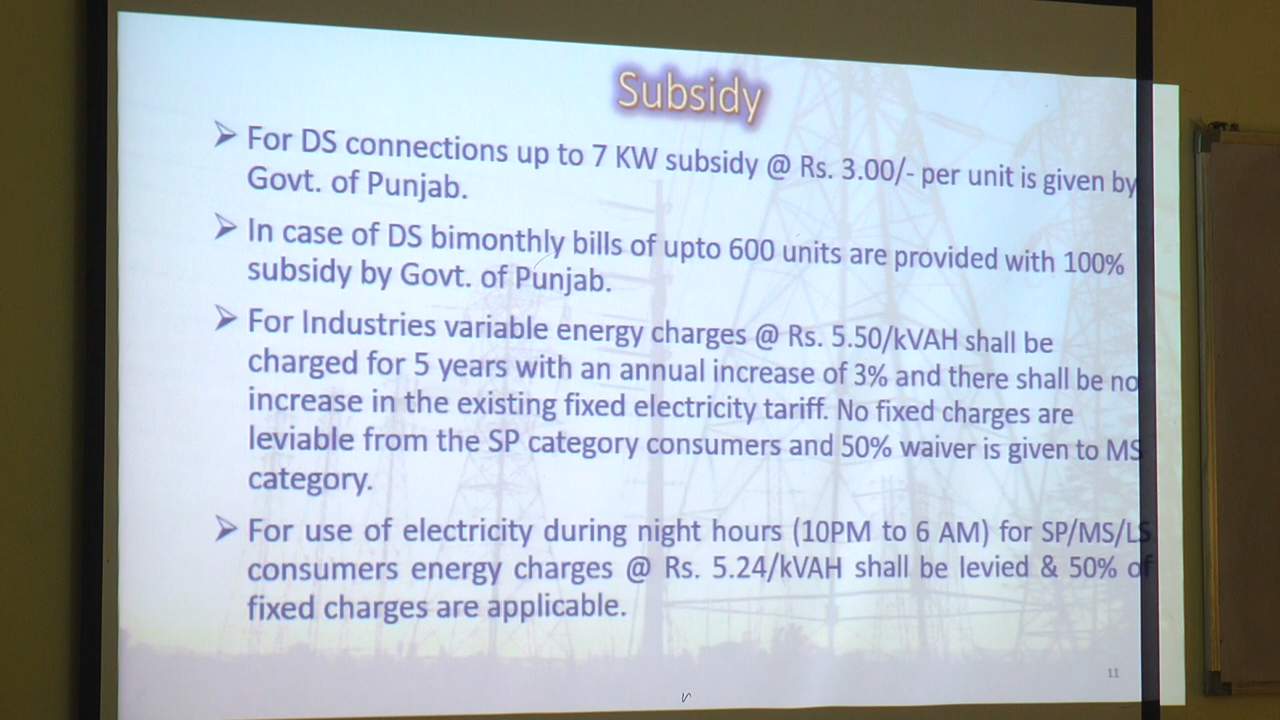 Subsidy
➢ For DS connections up to 7 KW subsidy @ Rs. 3.00/- per unit is given by
Govt. of Punjab.
➢ In case of DS bimonthly bills of upto 600 units are provided with 100%
subsidy by Govt. of Punjab.
➢ For Industries variable energy charges @ Rs. 5.50/kVAH shall be
charged for 5 years with an annual increase of 3% and there shall be no
increase in the existing fixed electricity tariff. No fixed charges are
leviable from the SP category consumers and 50% waiver is given to MS
category.
➢ For use of electricity during night hours (10PM to 6 AM) for SP/MS/LS
consumers energy charges @ Rs. 5.24/kVAH shall be levied & 50% of
fixed charges are applicable.
11